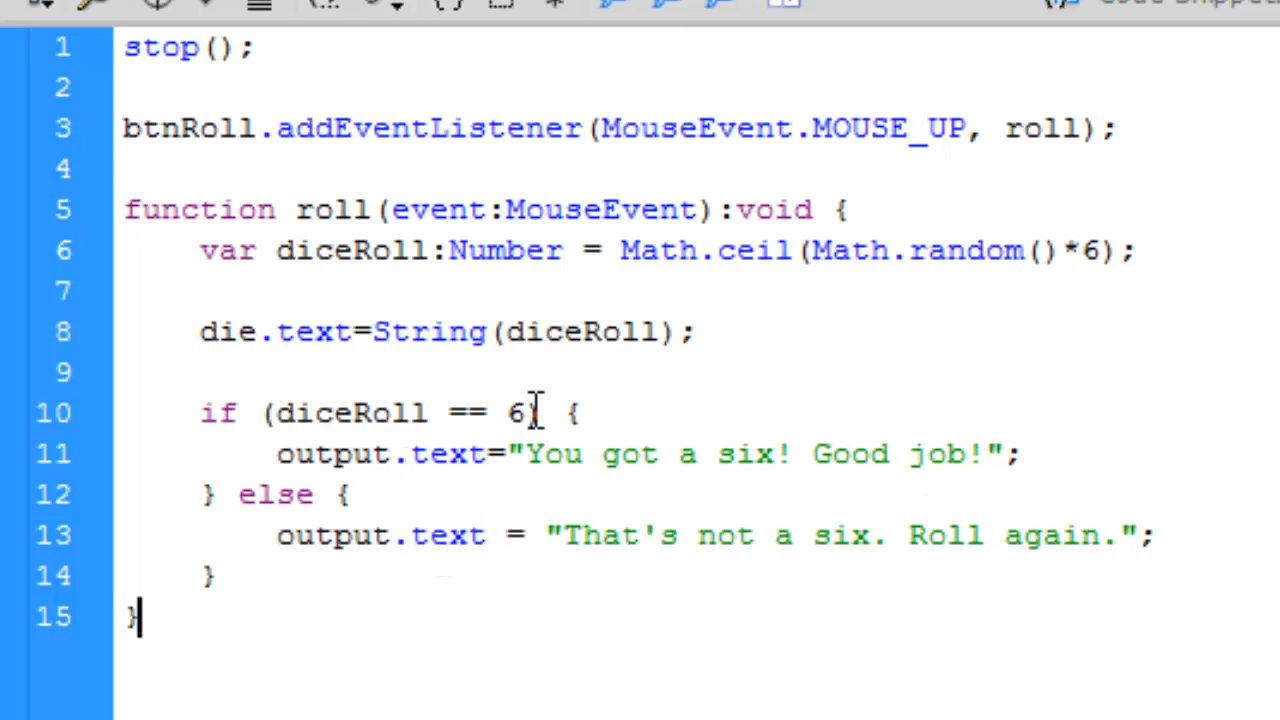 Code Snippets
1 stop();
2
3 btnRoll.addEventListener(MouseEvent.MOUSE_UP, roll);
4
5 function roll(event:MouseEvent):void {
6     var diceRoll:Number = Math.ceil(Math.random()*6);
7
8     die.text=String(diceRoll);
9
10     if (diceRoll == 6) {
11         output.text="You got a six! Good job!";
12     } else {
13         output.text = "That's not a six. Roll again.";
14     }
15 }